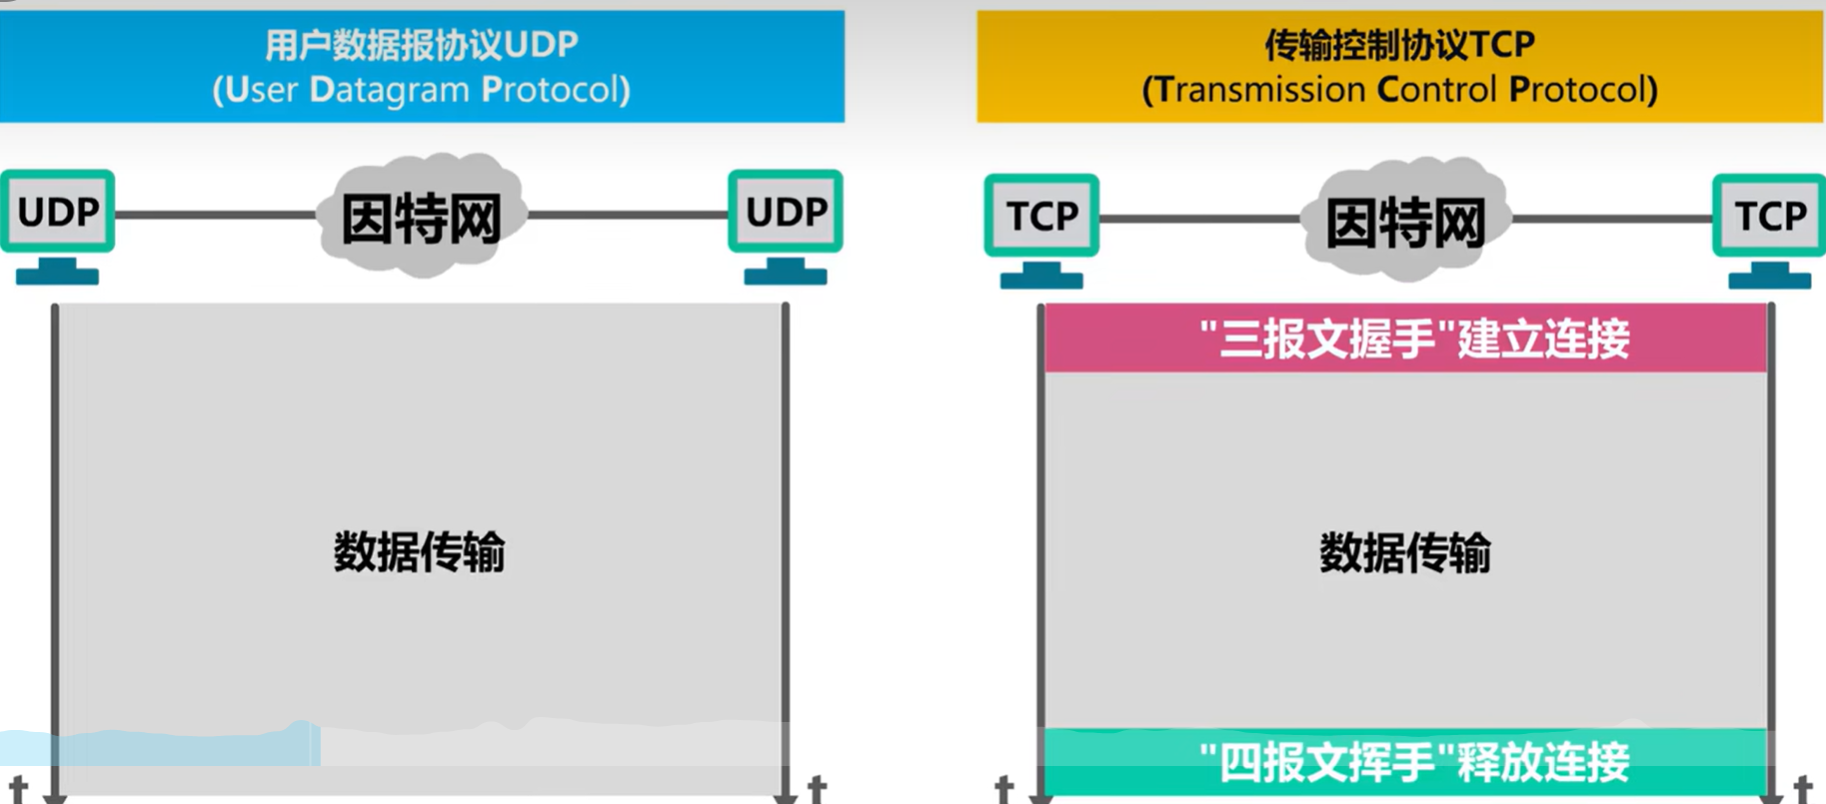 用户数据报协议UDP
(User Datagram Protocol)
UDP
因特网
UDP
数据传输
t
t
传输控制协议TCP
(Transmission Control Protocol)
TCP
因特网
TCP
"三报文握手"建立连接
数据传输
"四报文挥手"释放连接
t
t